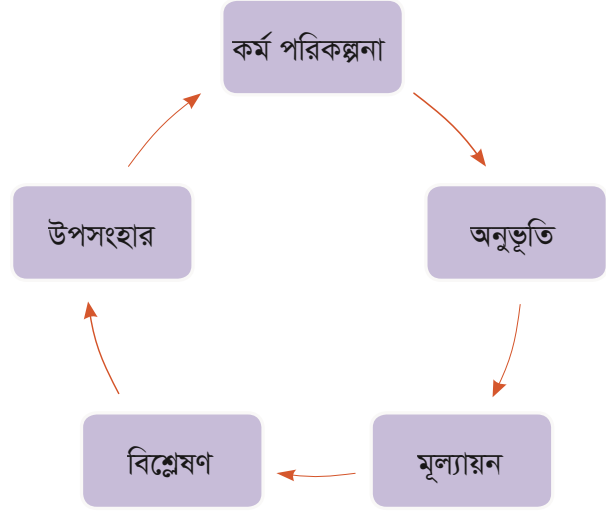 কর্ম পরিকল্পনা
অনুভূতি
মূল্যায়ন
বিশ্লেষণ
উপসংহার